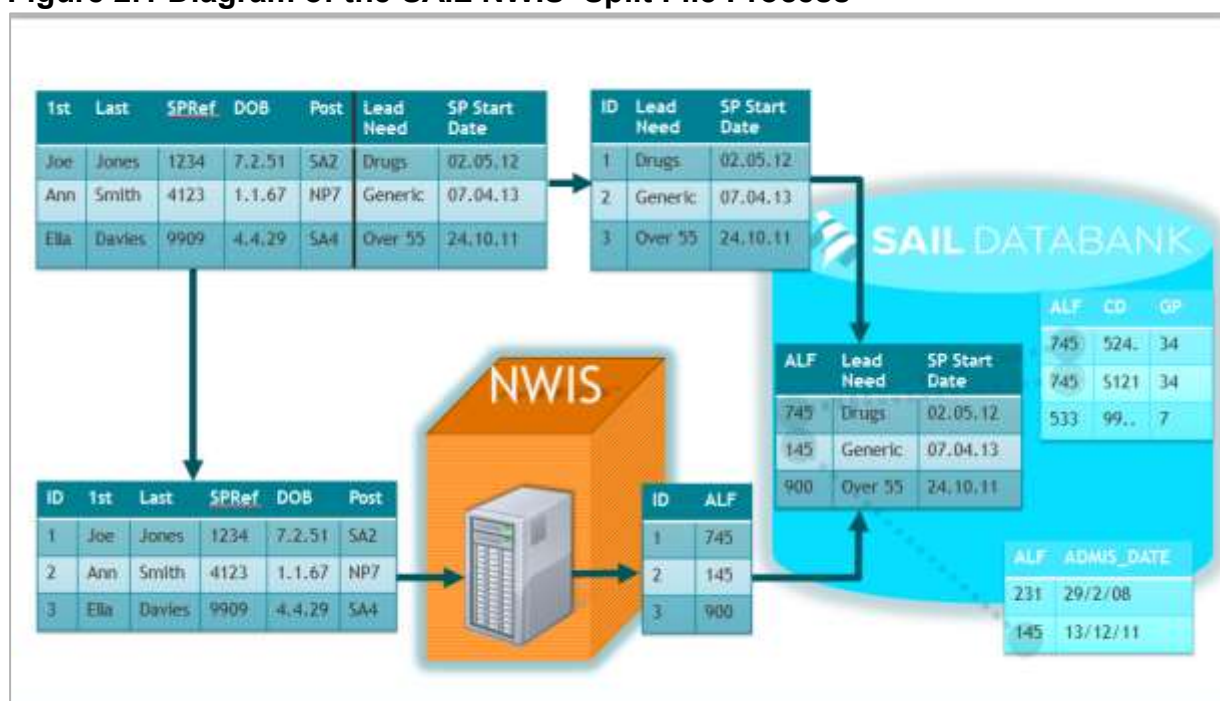 Figure 2.1 Diagram of the SAIL NWIS 'Split File Process'
1st Last SPRef DOB Post Lead Need SP Start Date
Joe Jones 1234 7.2.51 SA2 Drugs 02.05.12
Ann Smith 4123 1.1.67 NP7 Generic 07.04.13
Ella Davies 9909 4.4.29 SA4 Over 55 24.10.11
ID Lead Need SP Start Date
1 Drugs 02.05.12
2 Generic 07.04.13
3 Over 55 24.10.11
SAIL DATABANK
ALF CD GP
745 524. 34
745 S121 34
533 99.. 7
ALF Lead Need SP Start Date
745 Drugs 02.05.12
145 Generic 07.04.13
900 Over 55 24.10.11
NWIS
ID 1st Last SPRef DOB Post
1 Joe Jones 1234 7.2.51 SA2
2 Ann Smith 4123 1.1.67 NP7
3 Ella Davies 9909 4.4.29 SA4
ID ALF
1 745
2 145
3 900
ALF ADMIS_DATE
231 29/2/08
145 13/12/11